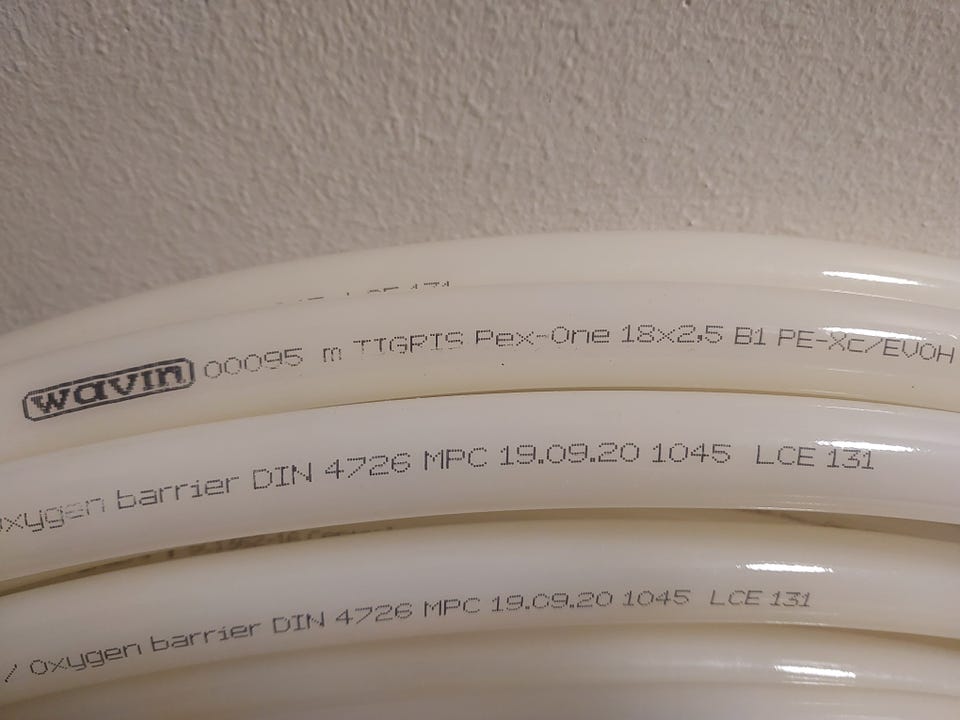 wavin 00095 m TIGRIS Pex-One 18x2,5 B1 PE-Xc/EVOH
oxygen barrier DIN 4726 MPC 19.09.20 1045 LCE 131
/ Oxygen barrier DIN 4726 MPC 19.09.20 1045 LCE 131